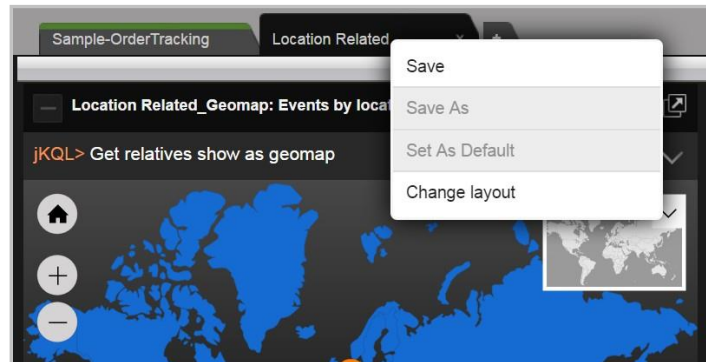 Sample-OrderTracking
Location Related
×
+
Save
Save As
Set As Default
Change layout
Location Related_Geomap: Events by locat
jKQL> Get relatives show as geomap
+
−